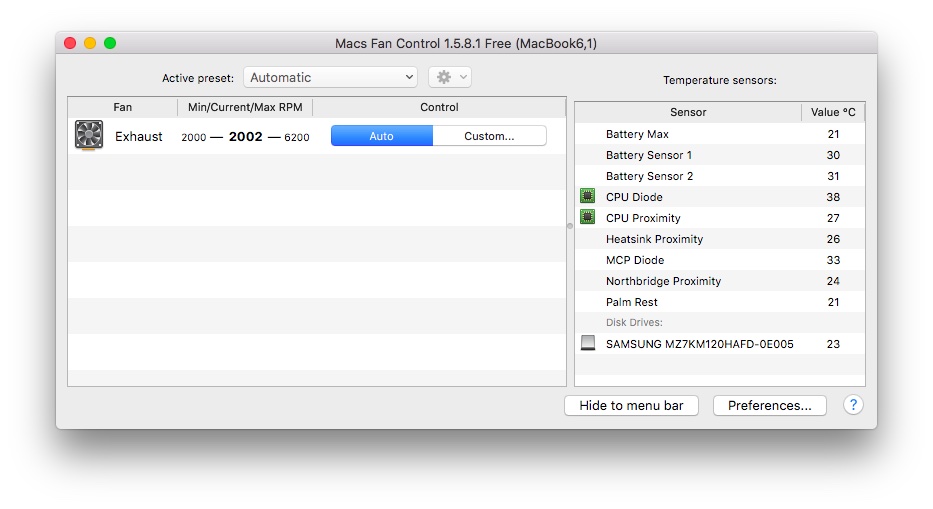 Macs Fan Control 1.5.8.1 Free (MacBook6,1)
Active preset: Automatic
Temperature sensors:
Fan Min/Current/Max RPM Control
Exhaust 2000 — 2002 — 6200 Auto Custom...
Sensor Value °C
Battery Max 21
Battery Sensor 1 30
Battery Sensor 2 31
CPU Diode 38
CPU Proximity 27
Heatsink Proximity 26
MCP Diode 33
Northbridge Proximity 24
Palm Rest 21
Disk Drives:
SAMSUNG MZ7KM120HAFD-0E005 23
Hide to menu bar Preferences... ?